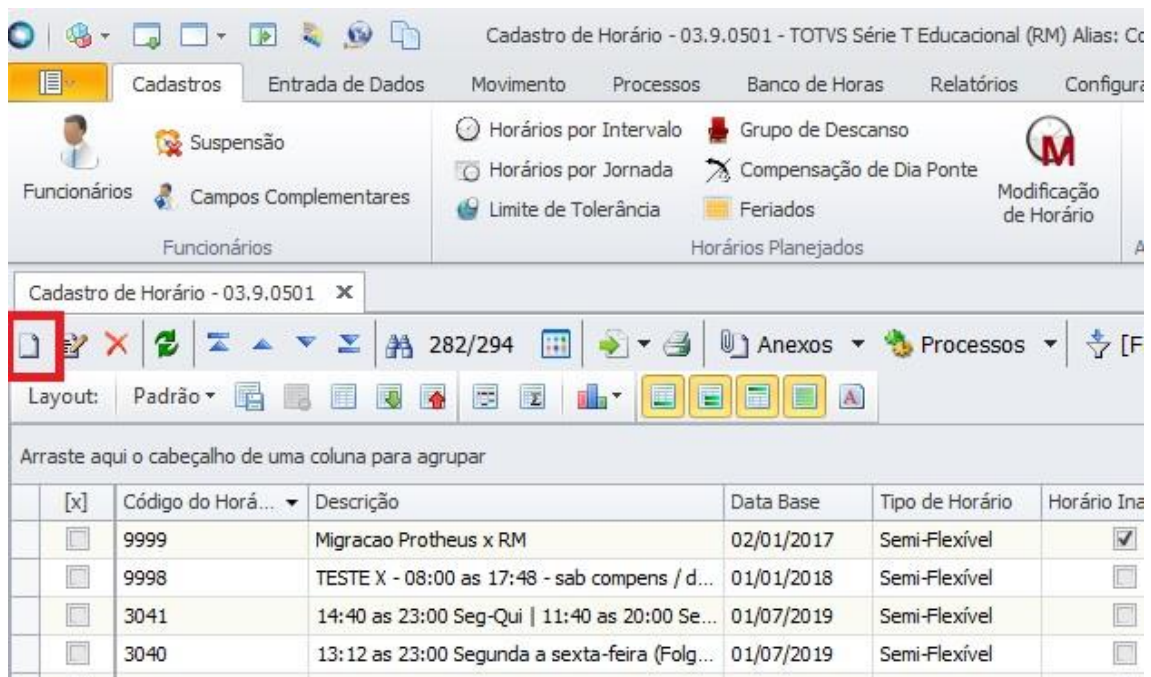 Cadastro de Horário - 03.9.0501 - TOTVS Série T Educacional (RM) Alias: Co
Cadastros Entrada de Dados Movimento Processos Banco de Horas Relatórios Configura
Funcionários
Suspensão
Campos Complementares
Funcionários
Horários por Intervalo Grupo de Descanso
Horários por Jornada Compensação de Dia Ponte
Limite de Tolerância Feriados
Modificação
de Horário
Horários Planejados
Cadastro de Horário - 03.9.0501 X
282/294 Anexos Processos [F
Layout: Padrão
Arraste aqui o cabeçalho de uma coluna para agrupar
[x] Código do Horá... Descrição Data Base Tipo de Horário Horário Ina
9999 Migracao Protheus x RM 02/01/2017 Semi-Flexível
9998 TESTE X - 08:00 as 17:48 - sab compens / d... 01/01/2018 Semi-Flexível
3041 14:40 as 23:00 Seg-Qui | 11:40 as 20:00 Se... 01/07/2019 Semi-Flexível
3040 13:12 as 23:00 Segunda a sexta-feira (Folg... 01/07/2019 Semi-Flexível